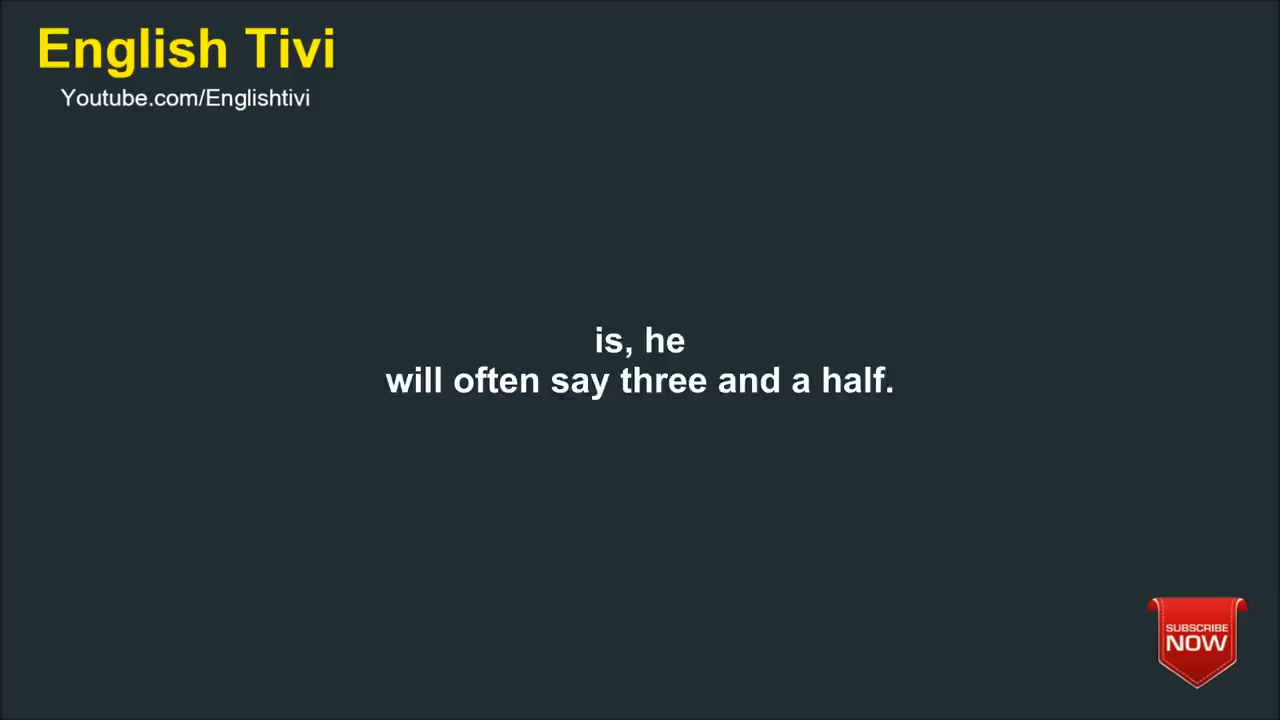 English Tivi
Youtube.com/Englishtivi
is, he
will often say three and a half.
SUBSCRIBE
NOW